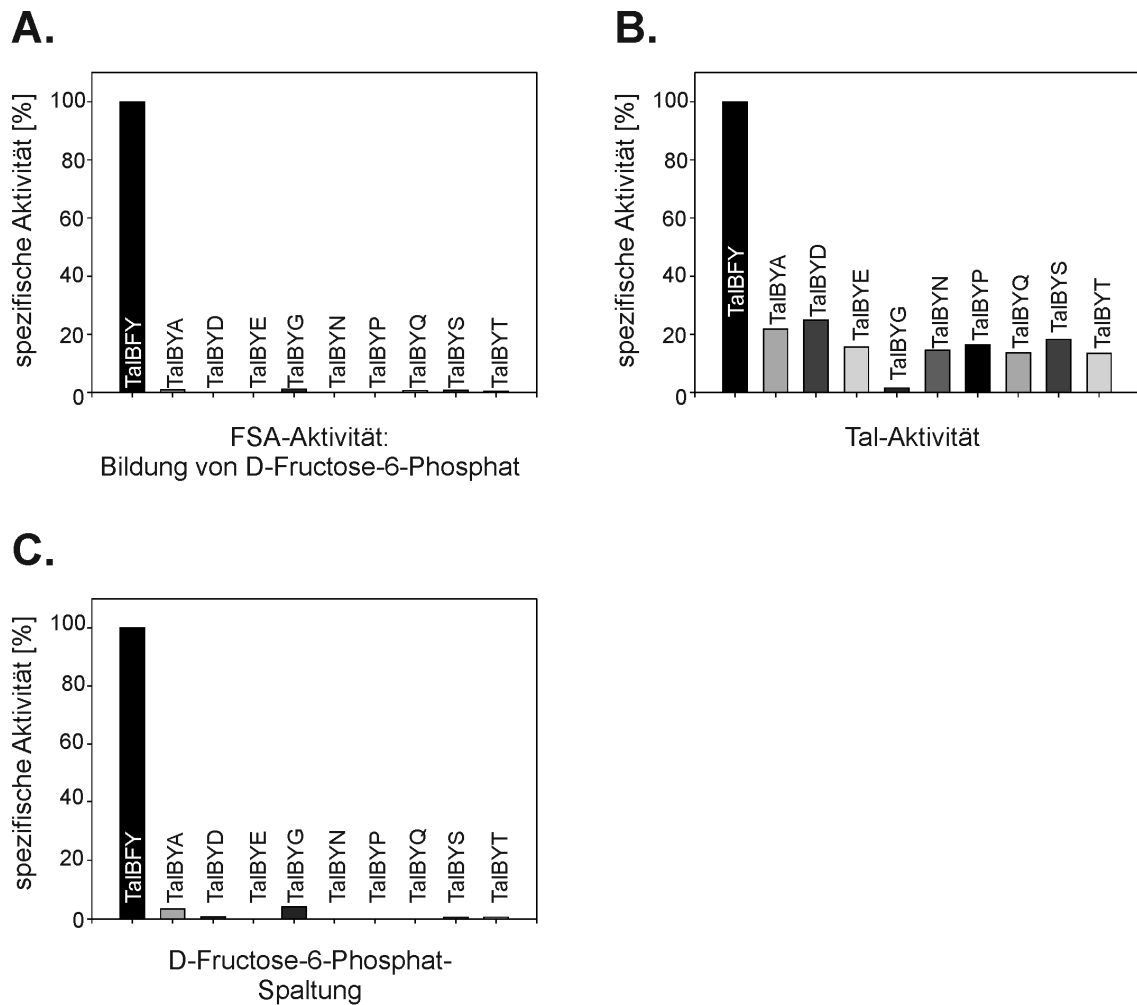 A.
spezifische Aktivität [%]
100
80
60
40
20
0
TalBFY
TalBYA
TalBYD
TalBYE
TalBYG
TalBYN
TalBYP
TalBYQ
TalBYS
TalBYT
FSA-Aktivität:
Bildung von D-Fructose-6-Phosphat
B.
spezifische Aktivität [%]
100
80
60
40
20
0
TalBFY
TalBYA
TalBYD
TalBYE
TalBYG
TalBYN
TalBYP
TalBYQ
TalBYS
TalBYT
Tal-Aktivität
C.
spezifische Aktivität [%]
100
80
60
40
20
0
TalBFY
TalBYA
TalBYD
TalBYE
TalBYG
TalBYN
TalBYP
TalBYQ
TalBYS
TalBYT
D-Fructose-6-Phosphat-
Spaltung